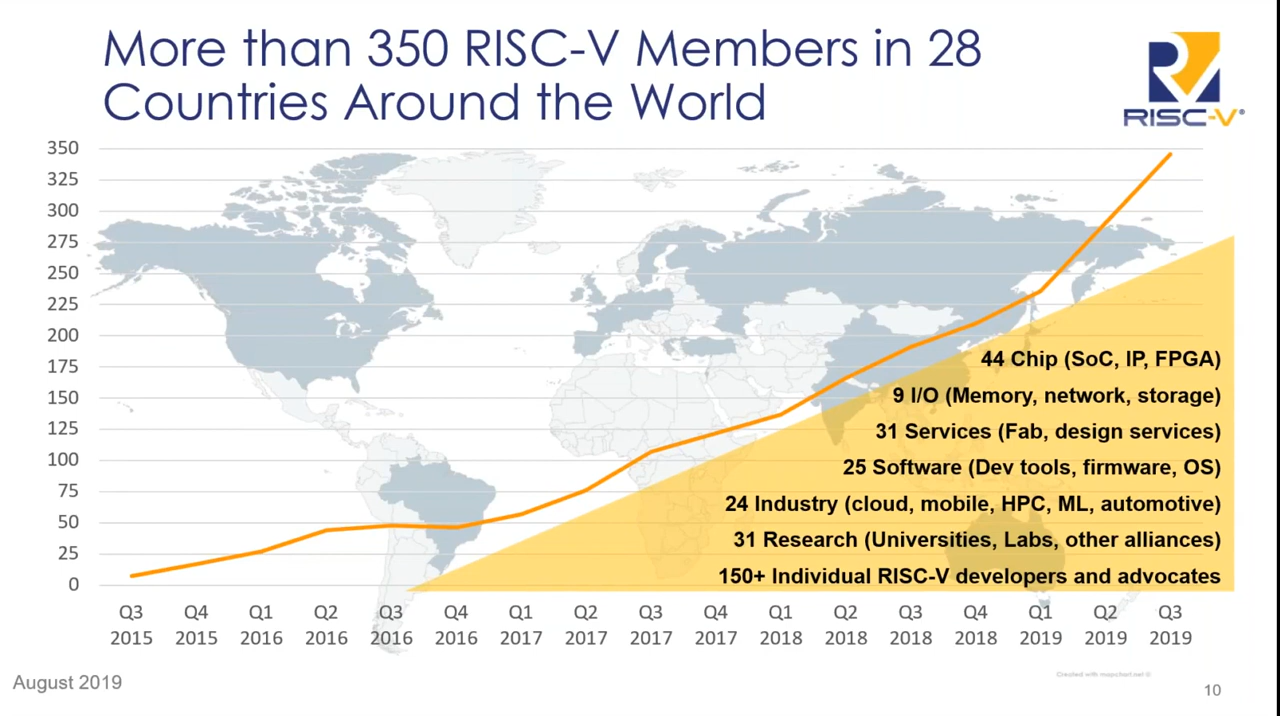 More than 350 RISC-V Members in 28
Countries Around the World
RISC-V®
350
325
300
275
250
225
200
175
150
125
100
75
50
25
0
44 Chip (SoC, IP, FPGA)
9 I/O (Memory, network, storage)
31 Services (Fab, design services)
25 Software (Dev tools, firmware, OS)
24 Industry (cloud, mobile, HPC, ML, automotive)
31 Research (Universities, Labs, other alliances)
150+ Individual RISC-V developers and advocates
Q3 Q4 Q1 Q2 Q3 Q4 Q1 Q2 Q3 Q4 Q1 Q2 Q3 Q4 Q1 Q2 Q3
2015 2015 2016 2016 2016 2016 2017 2017 2017 2017 2018 2018 2018 2018 2019 2019 2019
Created with mapchart.net ©
August 2019
10